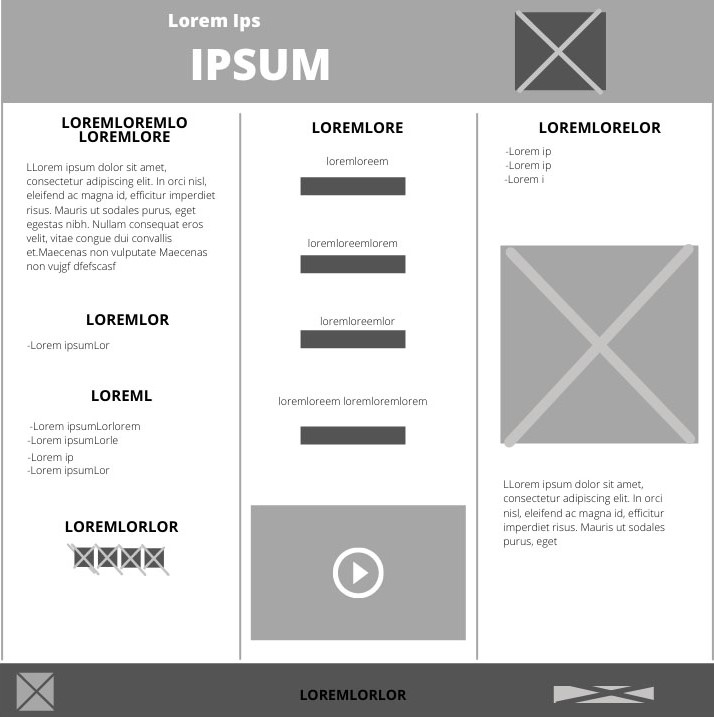 Lorem Ips
IPSUM
LOREMLOREMLO
LOREMLORE
LLorem ipsum dolor sit amet,
consectetur adipiscing elit. In orci nisl,
eleifend ac magna id, efficitur imperdiet
risus. Mauris ut sodales purus, eget
egestas nibh. Nullam consequat eros
velit, vitae congue dui convallis
et.Maecenas non vulputate Maecenas
non vujgf dfefscasf
LOREMLOR
-Lorem ipsumLor
LOREML
-Lorem ipsumLorlorem
-Lorem ipsumLorle
-Lorem ip
-Lorem ipsumLor
LOREMLORLOR
LOREMLORE
loremloreem
loremloreemlorem
loremloreemlor
loremloreem loremloremlorem
LOREMLORELOR
-Lorem ip
-Lorem ip
-Lorem i
LLorem ipsum dolor sit amet,
consectetur adipiscing elit. In orci
nisl, eleifend ac magna id, efficitur
imperdiet risus. Mauris ut sodales
purus, eget
LOREMLORLOR